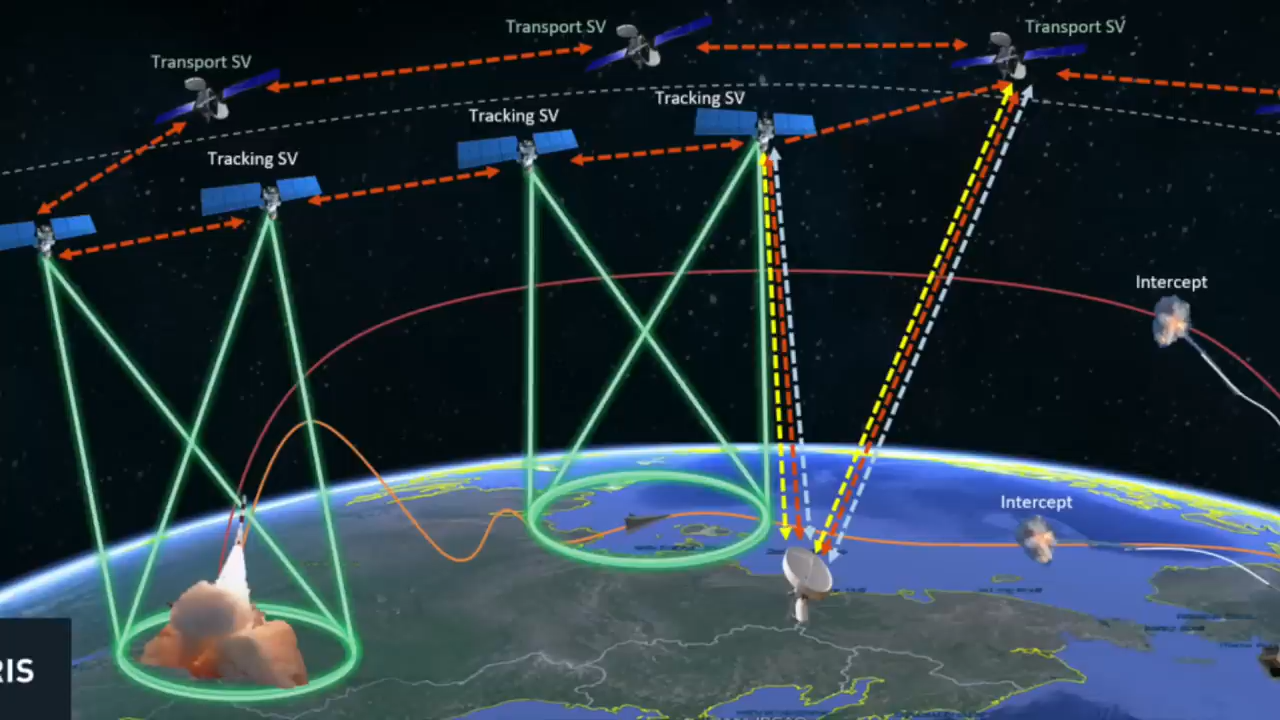 Transport SV
Transport SV
Transport SV
Tracking SV
Tracking SV
Tracking SV
Intercept
Intercept
RIS